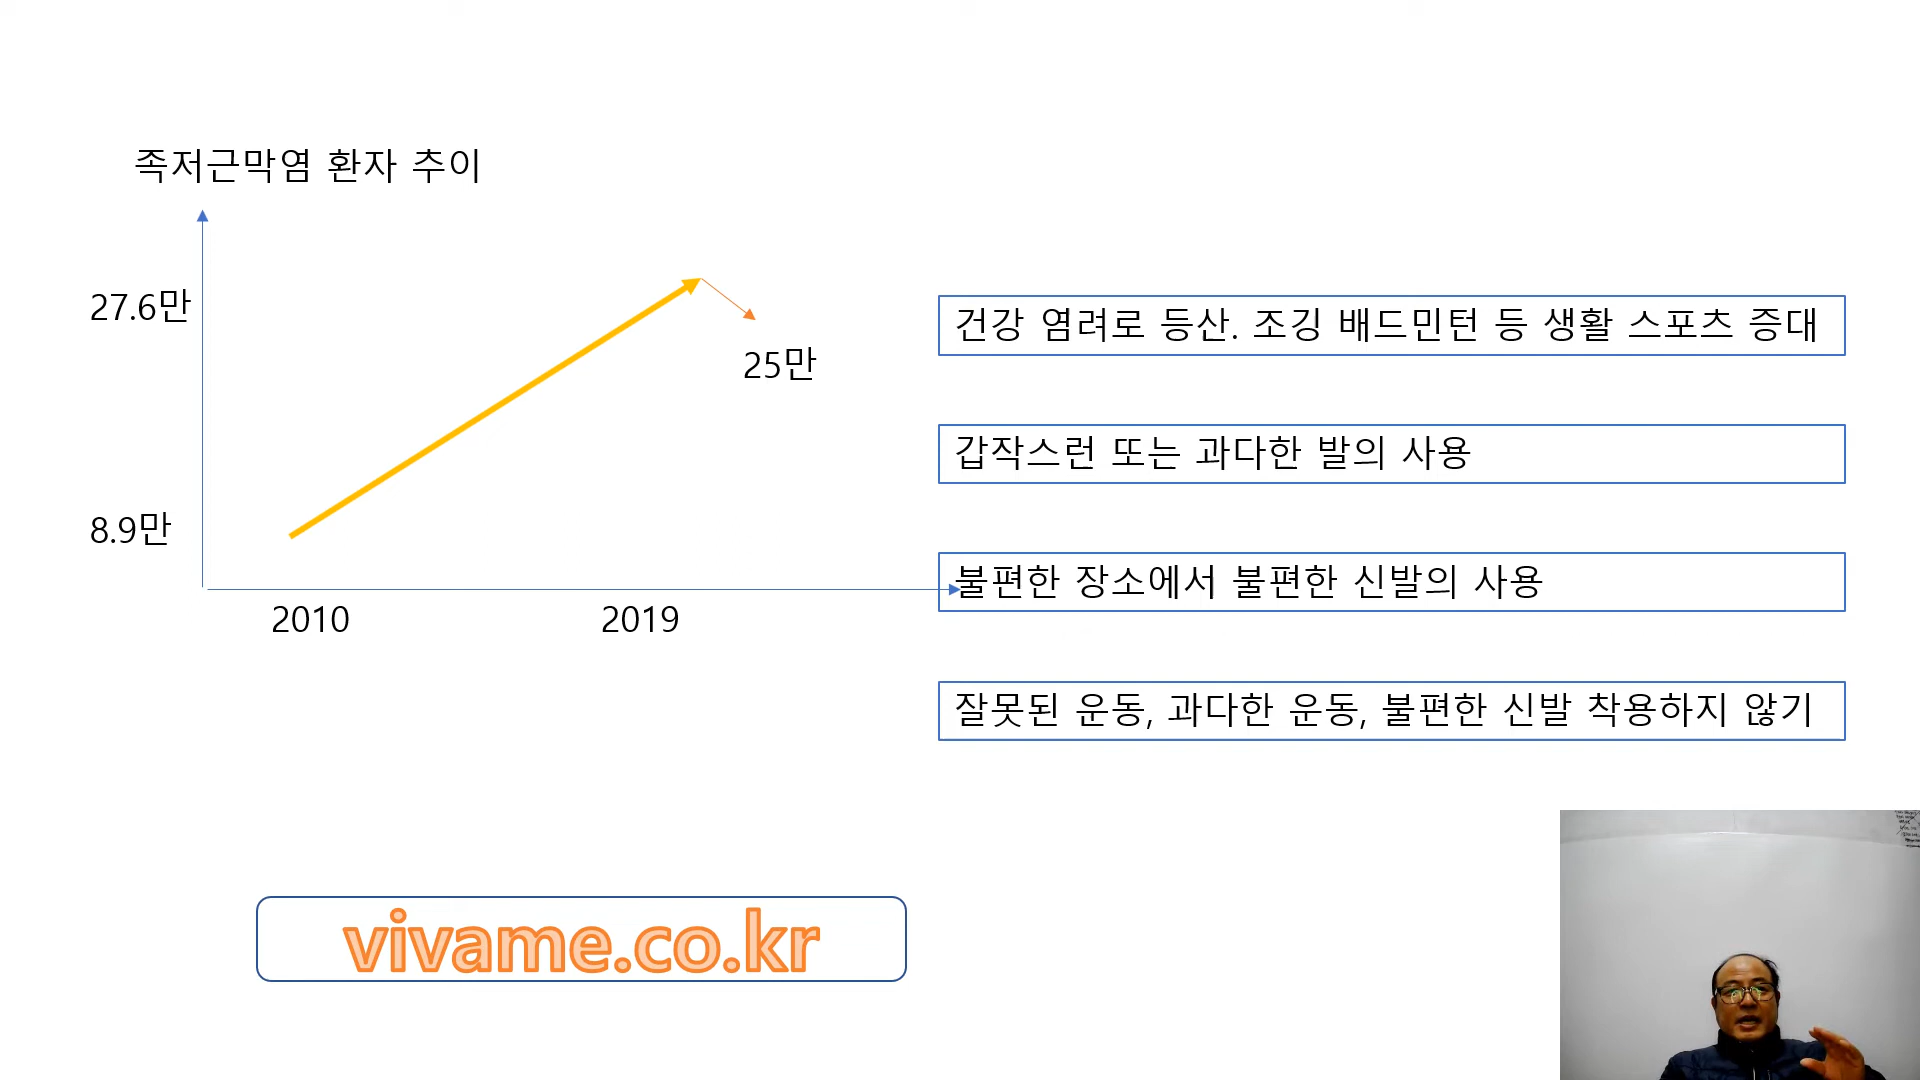 족저근막염 환자 추이
27.6만
25만
8.9만
2010
2019
건강 염려로 등산. 조깅 배드민턴 등 생활 스포츠 증대
갑작스런 또는 과다한 발의 사용
불편한 장소에서 불편한 신발의 사용
잘못된 운동, 과다한 운동, 불편한 신발 착용하지 않기
vivame.co.kr